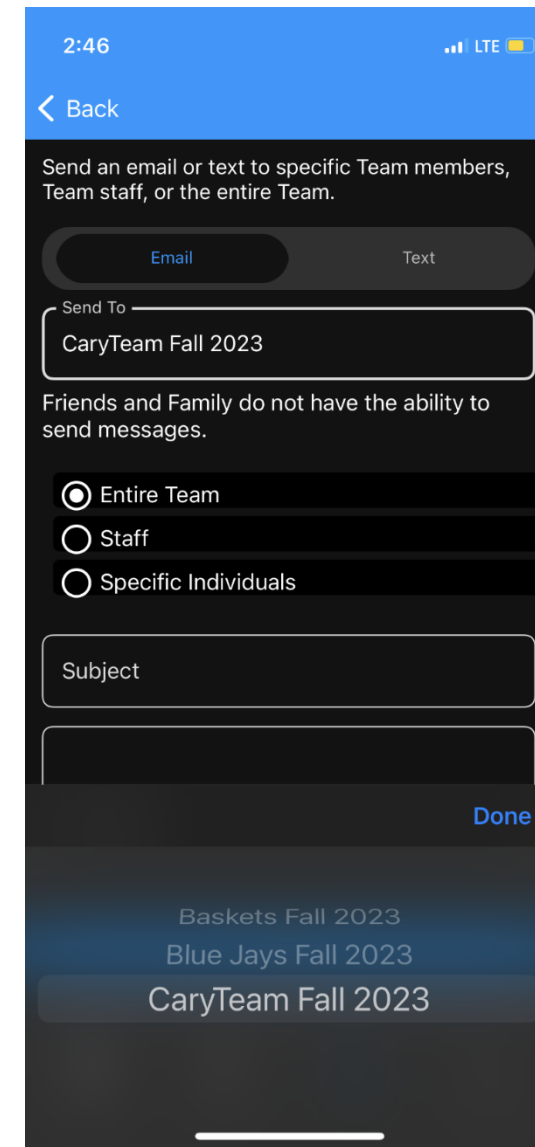 2:46
LTE
Back
Send an email or text to specific Team members,
Team staff, or the entire Team.
Email
Text
Send To
CaryTeam Fall 2023
Friends and Family do not have the ability to
send messages.
Entire Team
Staff
Specific Individuals
Subject
Done
Baskets Fall 2023
Blue Jays Fall 2023
CaryTeam Fall 2023